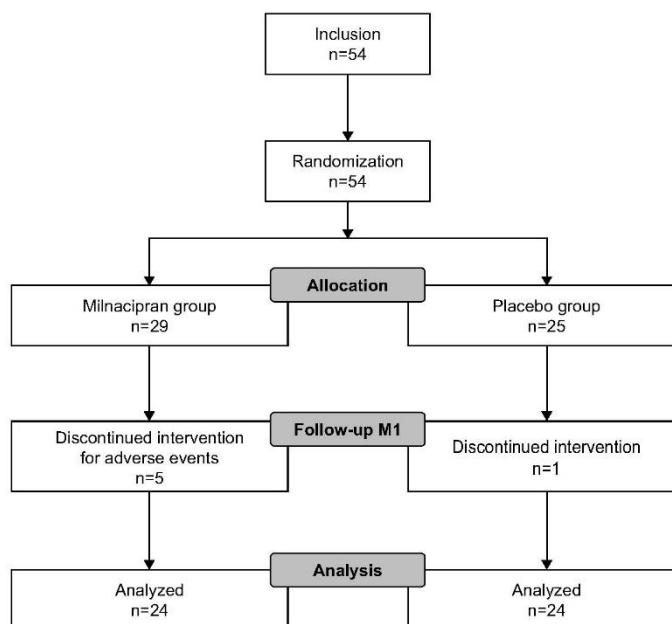 Inclusion
n=54
Randomization
n=54
Allocation
Milnacipran group
n=29
Placebo group
n=25
Follow-up M1
Discontinued intervention
for adverse events
n=5
Discontinued intervention
n=1
Analysis
Analyzed
n=24
Analyzed
n=24